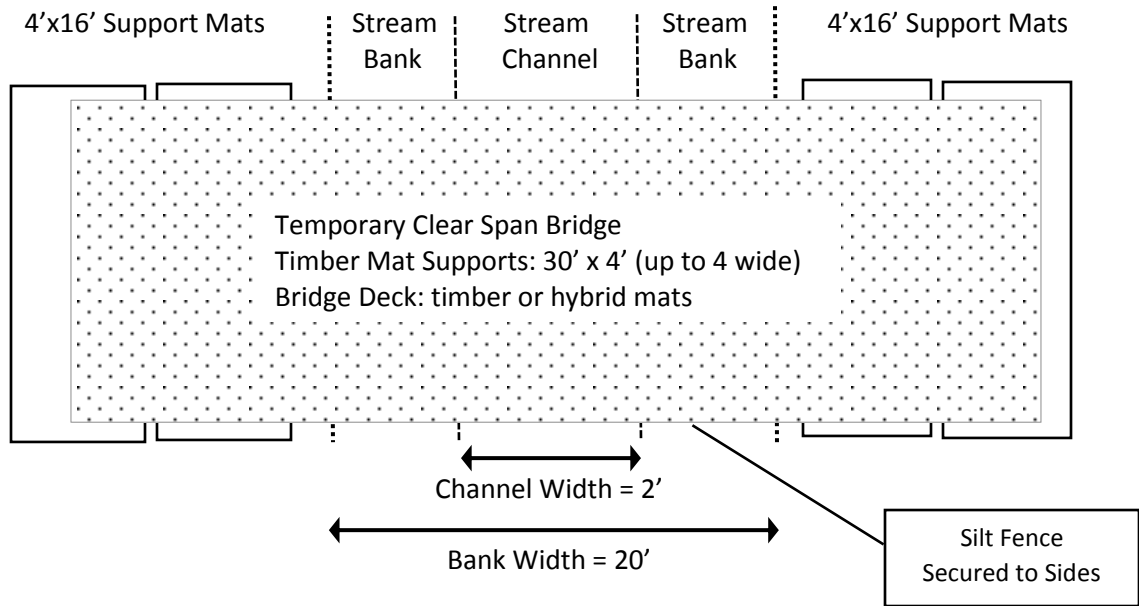 4’x16’ Support Mats
Stream
Bank
Stream
Channel
Stream
Bank
4’x16’ Support Mats
Temporary Clear Span Bridge
Timber Mat Supports: 30’ x 4’ (up to 4 wide)
Bridge Deck: timber or hybrid mats
Channel Width = 2’
Bank Width = 20’
Silt Fence
Secured to Sides